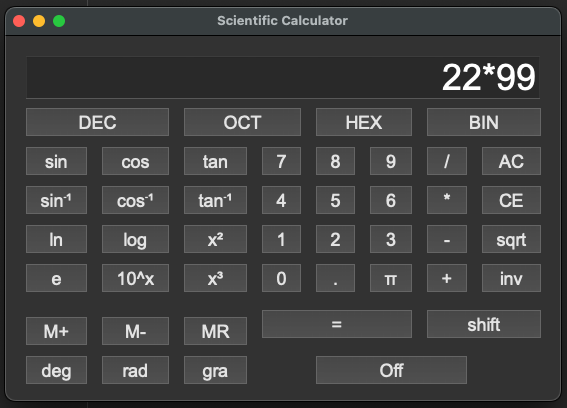 Scientific Calculator
22*99
DEC OCT HEX BIN
sin cos tan 7 8 9 / AC
sin⁻¹ cos⁻¹ tan⁻¹ 4 5 6 * CE
ln log x² 1 2 3 - sqrt
e 10^x x³ 0 . π + inv
M+ M- MR = shift
deg rad gra Off